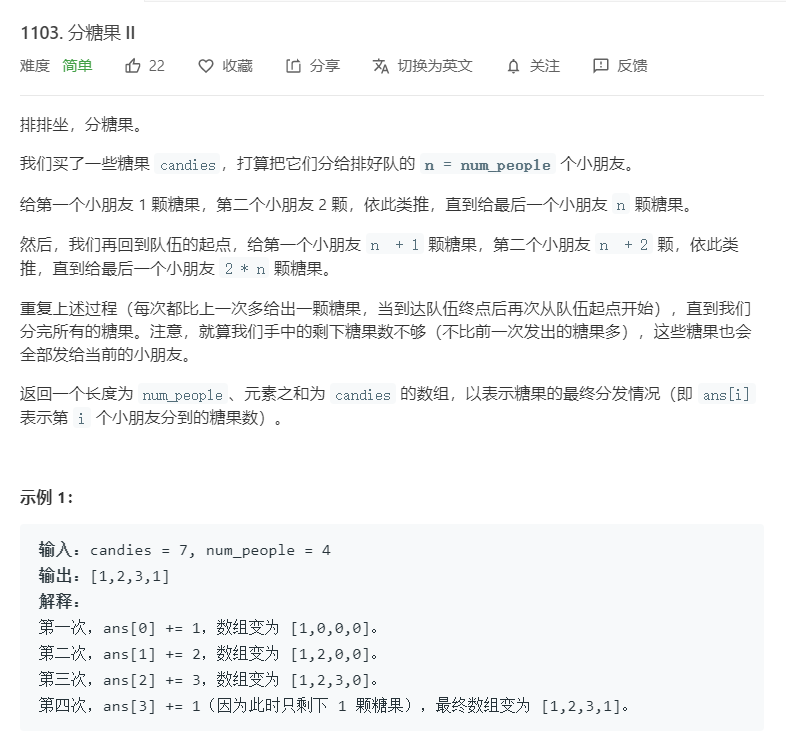 1103. 分糖果 II
难度 简单 22 收藏 分享 切换为英文 关注 反馈
排排坐，分糖果。
我们买了一些糖果 candies，打算把它们分给排好队的 n = num_people 个小朋友。
给第一个小朋友 1 颗糖果，第二个小朋友 2 颗，依此类推，直到给最后一个小朋友 n 颗糖果。
然后，我们再回到队伍的起点，给第一个小朋友 n + 1 颗糖果，第二个小朋友 n + 2 颗，依此类
推，直到给最后一个小朋友 2 * n 颗糖果。
重复上述过程（每次都比上一次多给出一颗糖果，当到达队伍终点后再次从队伍起点开始），直到我们
分完所有的糖果。注意，就算我们手中的剩下糖果数不够（不比前一次发出的糖果多），这些糖果也会
全部发给当前的小朋友。
返回一个长度为 num_people、元素之和为 candies 的数组，以表示糖果的最终分发情况（即 ans[i]
表示第 i 个小朋友分到的糖果数）。
示例 1：
输入：candies = 7, num_people = 4
输出：[1,2,3,1]
解释：
第一次，ans[0] += 1，数组变为 [1,0,0,0]。
第二次，ans[1] += 2，数组变为 [1,2,0,0]。
第三次，ans[2] += 3，数组变为 [1,2,3,0]。
第四次，ans[3] += 1（因为此时只剩下 1 颗糖果），最终数组变为 [1,2,3,1]。